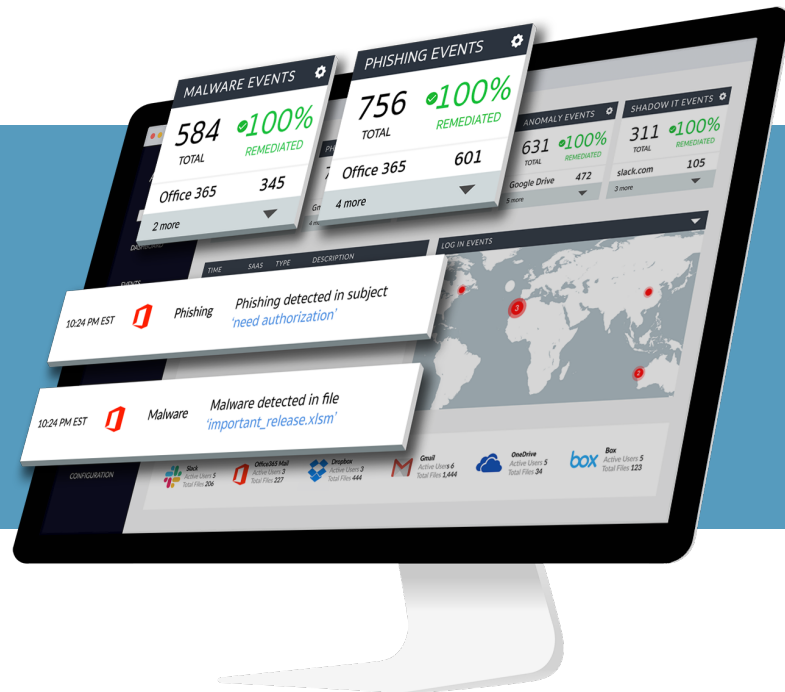 MALWARE EVENTS
584
TOTAL
100%
REMEDIATED
Office 365 345
2 more
PHISHING EVENTS
756
TOTAL
100%
REMEDIATED
Office 365 601
4 more
ANOMALY EVENTS
631
TOTAL
100%
REMEDIATED
Google Drive 472
5 more
SHADOW IT EVENTS
311
TOTAL
100%
REMEDIATED
slack.com 105
3 more
TIME SAAS TYPE DESCRIPTION
LOG IN EVENTS
3
2
10:24 PM EST Phishing Phishing detected in subject
'need authorization'
10:24 PM EST Malware Malware detected in file
'important_release.xlsm'
CONFIGURATION
Slack
Active Users 5
Total Files 206
Office365 Mail
Active Users 3
Total Files 227
Dropbox
Active Users 3
Total Files 444
Gmail
Active Users 6
Total Files 1,444
OneDrive
Active Users 5
Total Files 34
box
Box
Active Users 5
Total Files 123